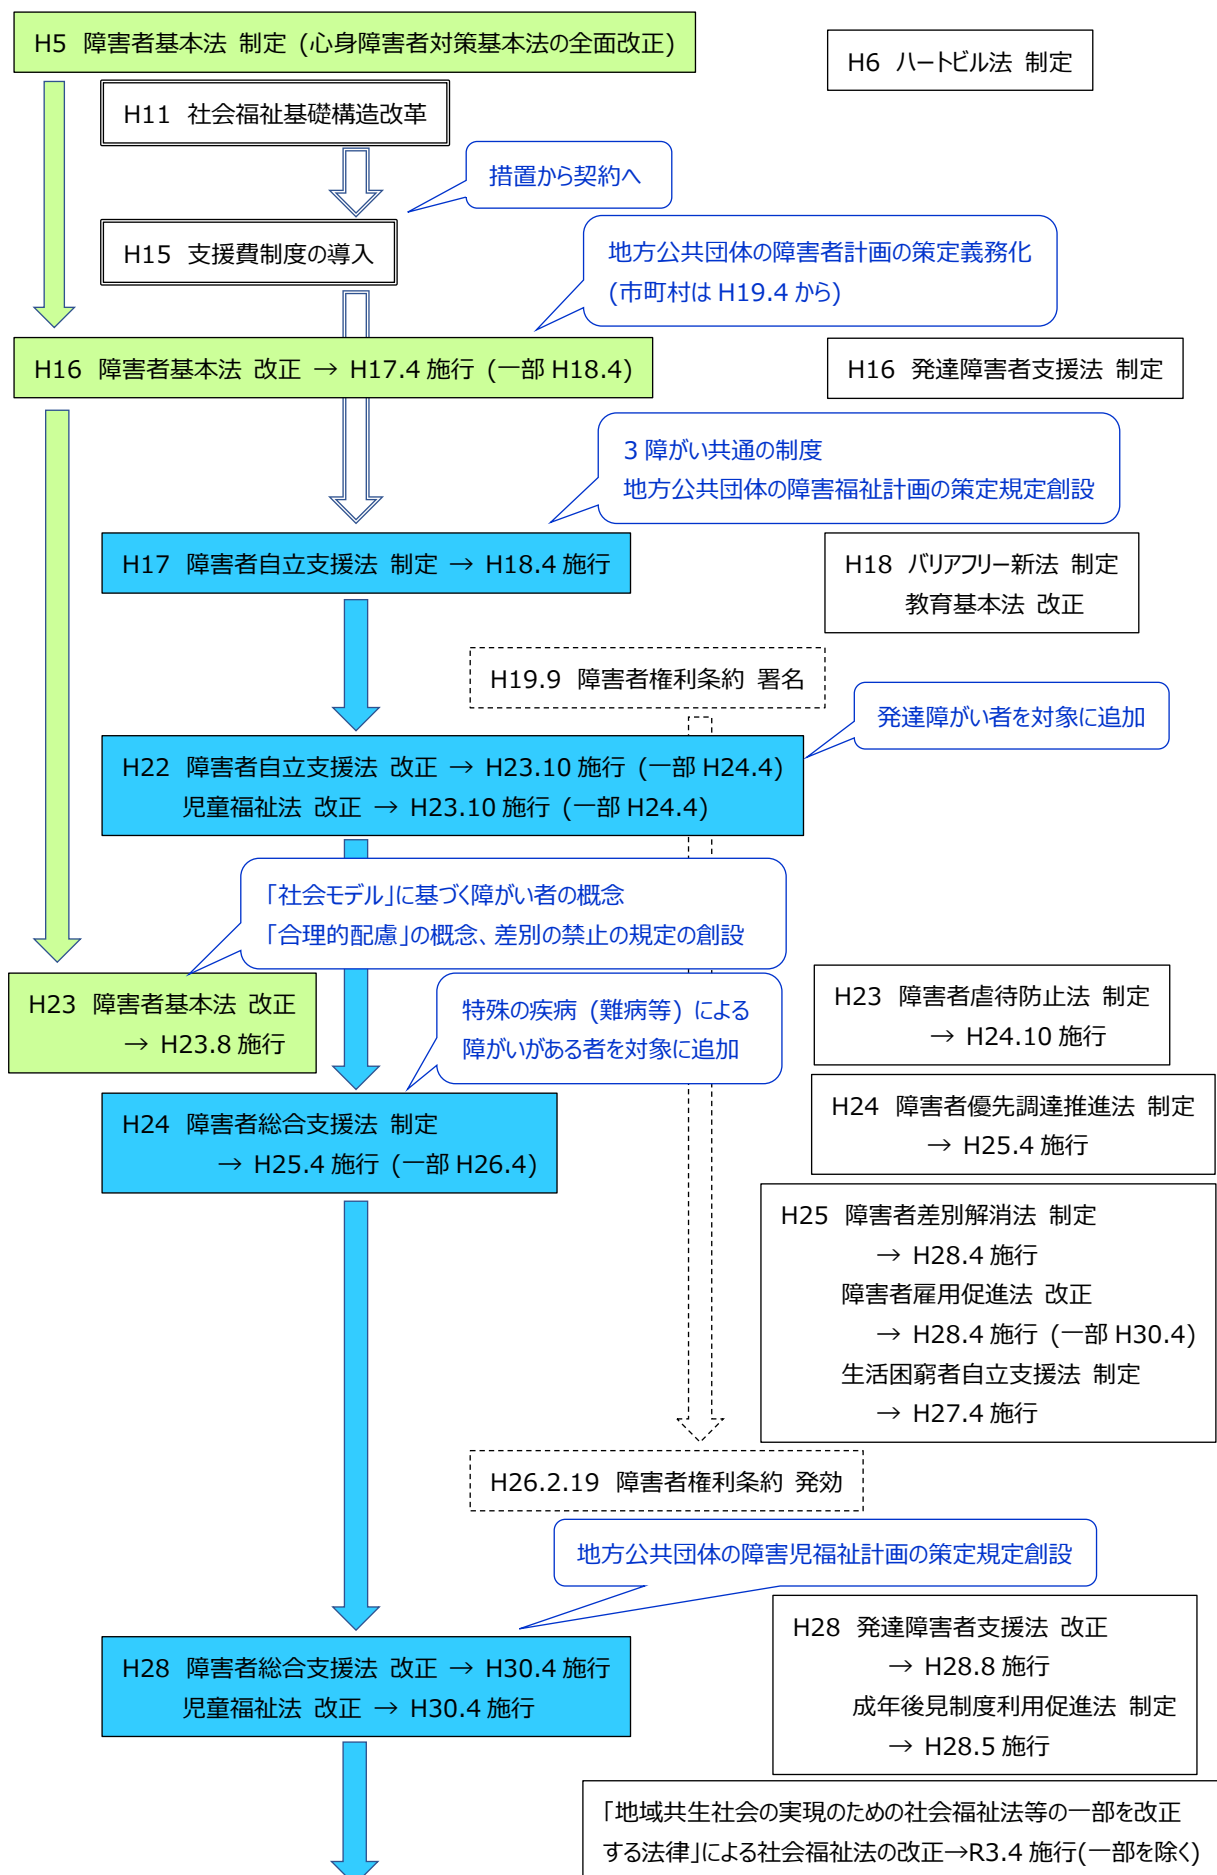 H5 障害者基本法 制定 (心身障害者対策基本法の全面改正)
H6 ハートビル法 制定
H11 社会福祉基礎構造改革
措置から契約へ
H15 支援費制度の導入
地方公共団体の障害者計画の策定義務化
(市町村は H19.4 から)
H16 障害者基本法 改正 → H17.4 施行 (一部 H18.4)
H16 発達障害者支援法 制定
3 障がい共通の制度
地方公共団体の障害福祉計画の策定規定創設
H17 障害者自立支援法 制定 → H18.4 施行
H18 バリアフリー新法 制定
教育基本法 改正
H19.9 障害者権利条約 署名
発達障がい者を対象に追加
H22 障害者自立支援法 改正 → H23.10 施行 (一部 H24.4)
児童福祉法 改正 → H23.10 施行 (一部 H24.4)
「社会モデル」に基づく障がい者の概念
「合理的配慮」の概念、差別の禁止の規定の創設
H23 障害者基本法 改正
→ H23.8 施行
特殊の疾病 (難病等) による
障がいがある者を対象に追加
H23 障害者虐待防止法 制定
→ H24.10 施行
H24 障害者総合支援法 制定
→ H25.4 施行 (一部 H26.4)
H24 障害者優先調達推進法 制定
→ H25.4 施行
H25 障害者差別解消法 制定
→ H28.4 施行
障害者雇用促進法 改正
→ H28.4 施行 (一部 H30.4)
生活困窮者自立支援法 制定
→ H27.4 施行
H26.2.19 障害者権利条約 発効
地方公共団体の障害児福祉計画の策定規定創設
H28 障害者総合支援法 改正 → H30.4 施行
児童福祉法 改正 → H30.4 施行
H28 発達障害者支援法 改正
→ H28.8 施行
成年後見制度利用促進法 制定
→ H28.5 施行
「地域共生社会の実現のための社会福祉法等の一部を改正
する法律」による社会福祉法の改正→R3.4 施行(一部を除く)